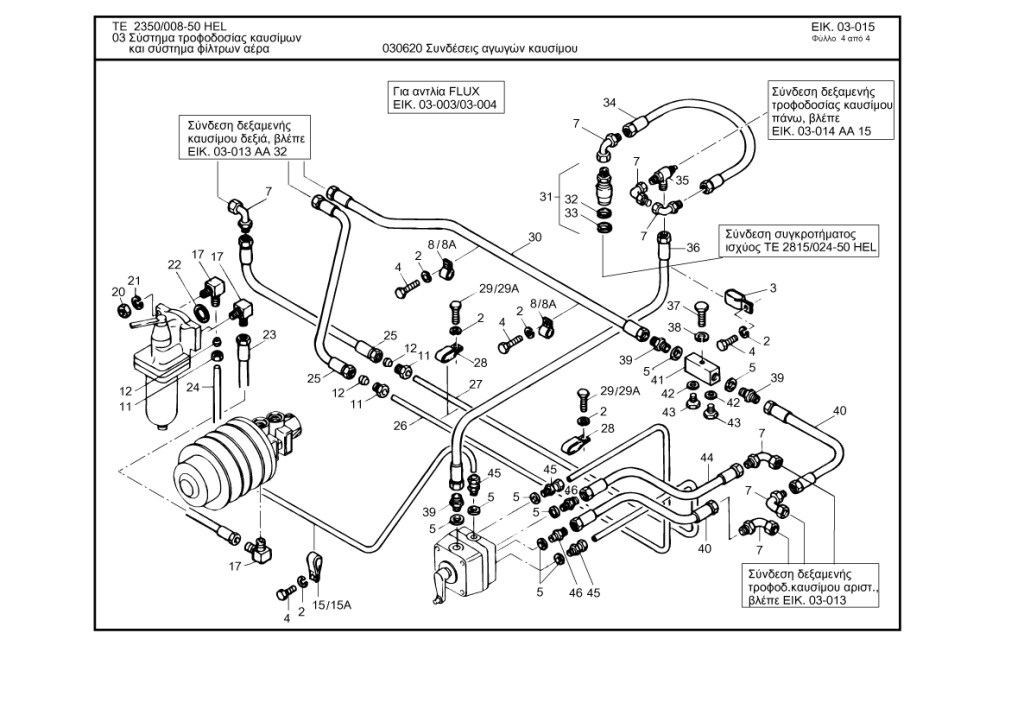 ΤΕ 2350/008-50 HEL
03 Σύστημα τροφοδοσίας καυσίμων
και σύστημα φίλτρων αέρα
030620 Συνδέσεις αγωγών καυσίμου
ΕΙΚ. 03-015
Φύλλο 4 από 4
Για αντλία FLUX
ΕΙΚ. 03-003/03-004
Σύνδεση δεξαμενής
τροφοδοσίας καυσίμου
πάνω, βλέπε
ΕΙΚ. 03-014 ΑΑ 15
Σύνδεση δεξαμενής
καυσίμου δεξιά, βλέπε
ΕΙΚ. 03-013 ΑΑ 32
34
7
7
35
31
32
33
7
36
Σύνδεση συγκροτήματος
ισχύος ΤΕ 2815/024-50 HEL
7
30
8/8A
2
4
17
17
22
21
20
29/29A
2
28
8/8A
2
4
3
37
38
2
4
23
25
12
11
39
5
41
5
39
42
42
43
43
12
11
24
25
12
11
27
26
29/29A
2
28
40
7
44
45
45
46
5
5
5
39
5
7
7
40
17
5
46
45
15/15A
2
4
Σύνδεση δεξαμενής
τροφοδ.καυσίμου αριστ.,
βλέπε ΕΙΚ. 03-013